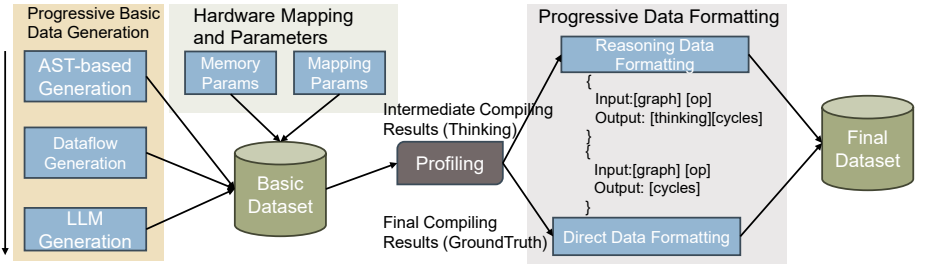 Progressive Basic
Data Generation
AST-based
Generation
Dataflow
Generation
LLM
Generation
Hardware Mapping
and Parameters
Memory
Params
Mapping
Params
Basic
Dataset
Intermediate Compiling
Results (Thinking)
Profiling
Final Compiling
Results (GroundTruth)
Progressive Data Formatting
Reasoning Data
Formatting
{
Input:[graph] [op]
Output: [thinking][cycles]
}
{
Input:[graph] [op]
Output: [cycles]
}
Direct Data Formatting
Final
Dataset